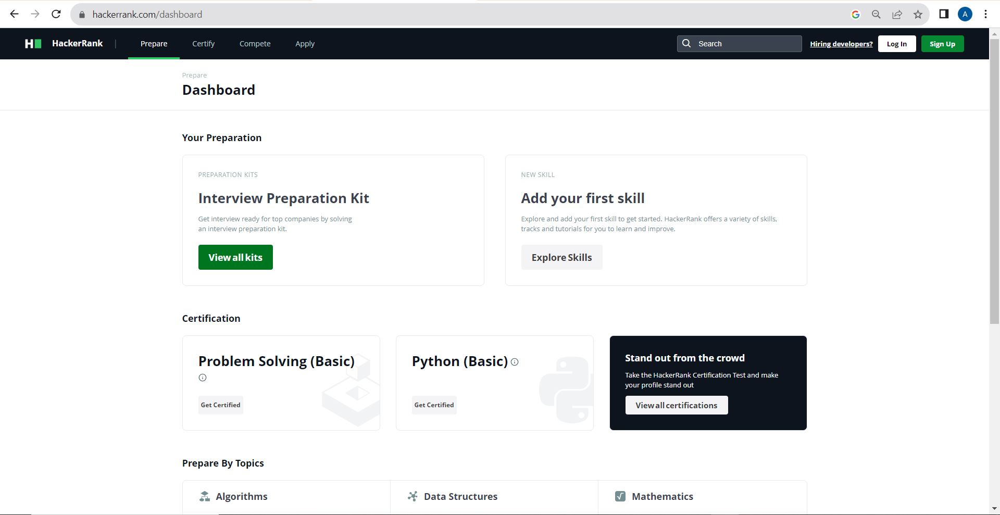 hackerrank.com/dashboard
A
HackerRank
Prepare
Certify
Compete
Apply
Search
Hiring developers?
Log In
Sign Up
Prepare
Dashboard
Your Preparation
PREPARATION KITS
Interview Preparation Kit
Get interview ready for top companies by solving
an interview preparation kit.
View all kits
NEW SKILL
Add your first skill
Explore and add your first skill to get started. HackerRank offers a variety of skills,
tracks and tutorials for you to learn and improve.
Explore Skills
Certification
Problem Solving (Basic)
Get Certified
Python (Basic)
Get Certified
Stand out from the crowd
Take the HackerRank Certification Test and make
your profile stand out
View all certifications
Prepare By Topics
Algorithms
Data Structures
Mathematics